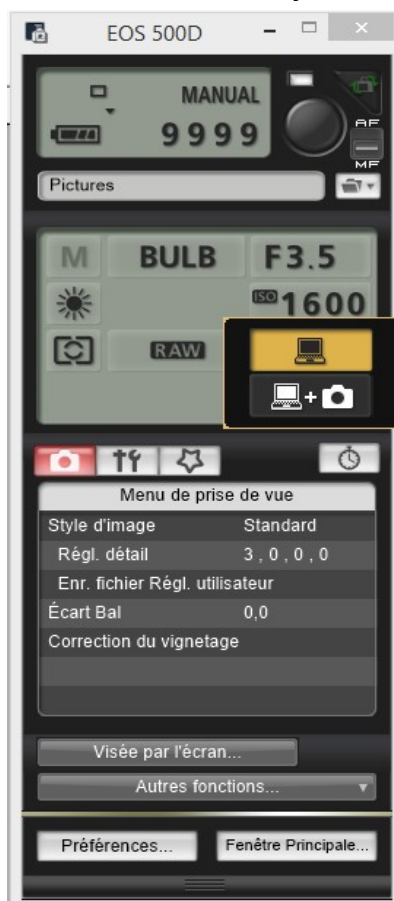 EOS 500D
MANUAL
9999
AF
MF
Pictures
M BULB F3.5
ISO 1600
RAW
+
Menu de prise de vue
Style d'image Standard
Régl. détail 3 , 0 , 0 , 0
Enr. fichier Régl. utilisateur
Écart Bal 0,0
Correction du vignetage
Visée par l'écran...
Autres fonctions...
Préférences... Fenêtre Principale...